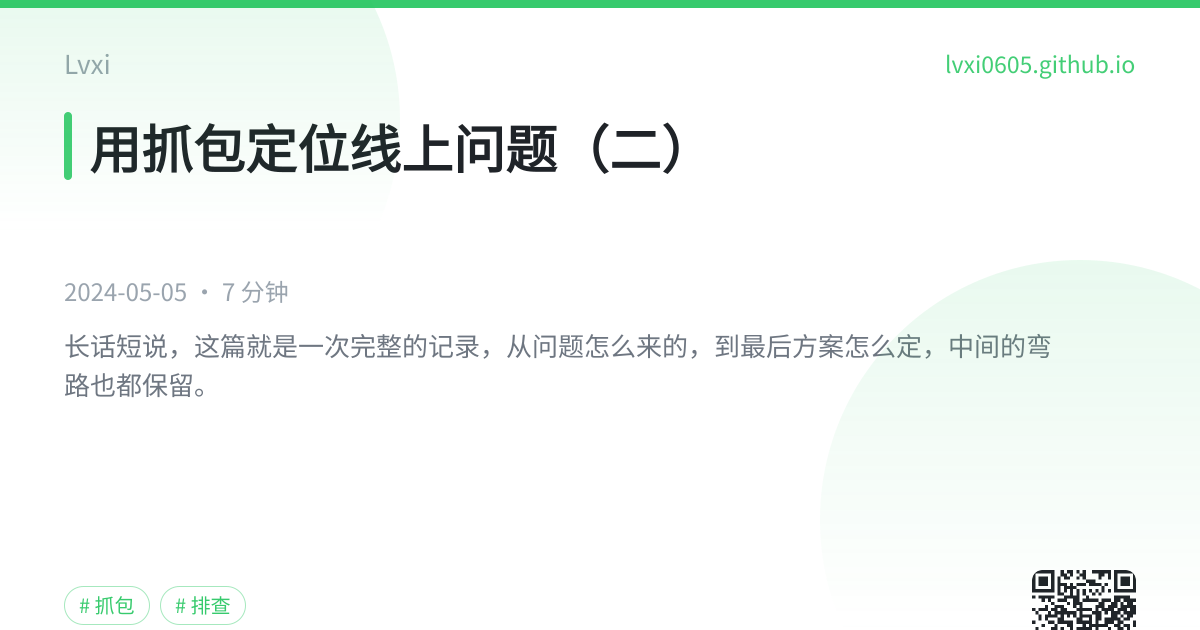 Lvxi
lvxi0605.github.io
用抓包定位线上问题（二）
2024-05-05 · 7 分钟
长话短说，这篇就是一次完整的记录，从问题怎么来的，到最后方案怎么定，中间的弯
路也都保留。
# 抓包
# 排查